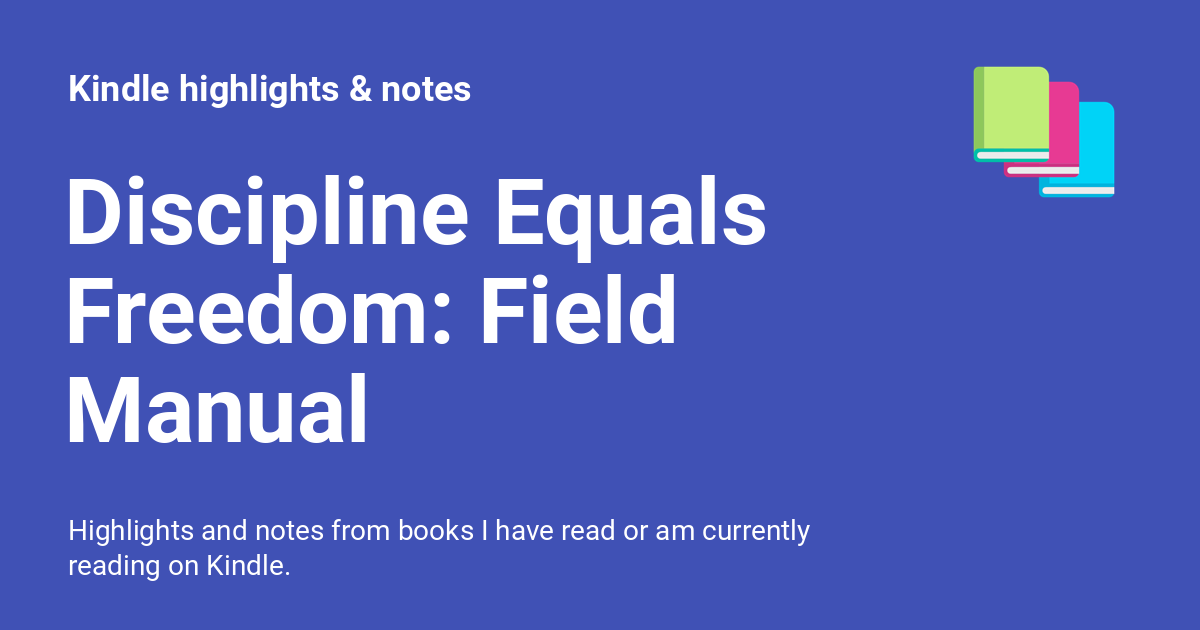 Kindle highlights & notes
Discipline Equals
Freedom: Field
Manual
Highlights and notes from books I have read or am currently
reading on Kindle.